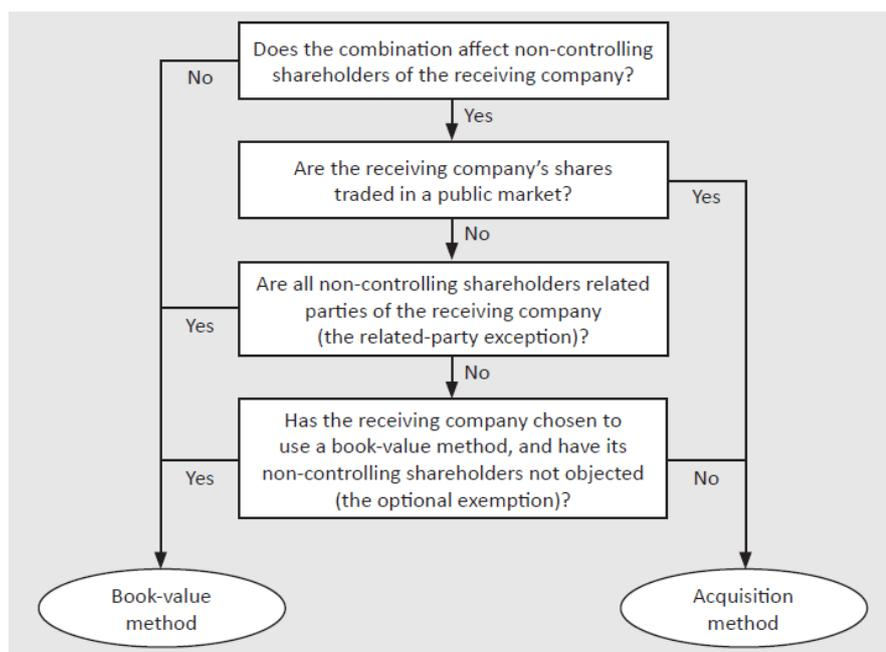 Does the combination affect non-controlling
shareholders of the receiving company?
No
Yes
Are the receiving company's shares
traded in a public market?
Yes
No
Are all non-controlling shareholders related
parties of the receiving company
(the related-party exception)?
Yes
No
Has the receiving company chosen to
use a book-value method, and have its
non-controlling shareholders not objected
(the optional exemption)?
Yes
No
Book-value
method
Acquisition
method